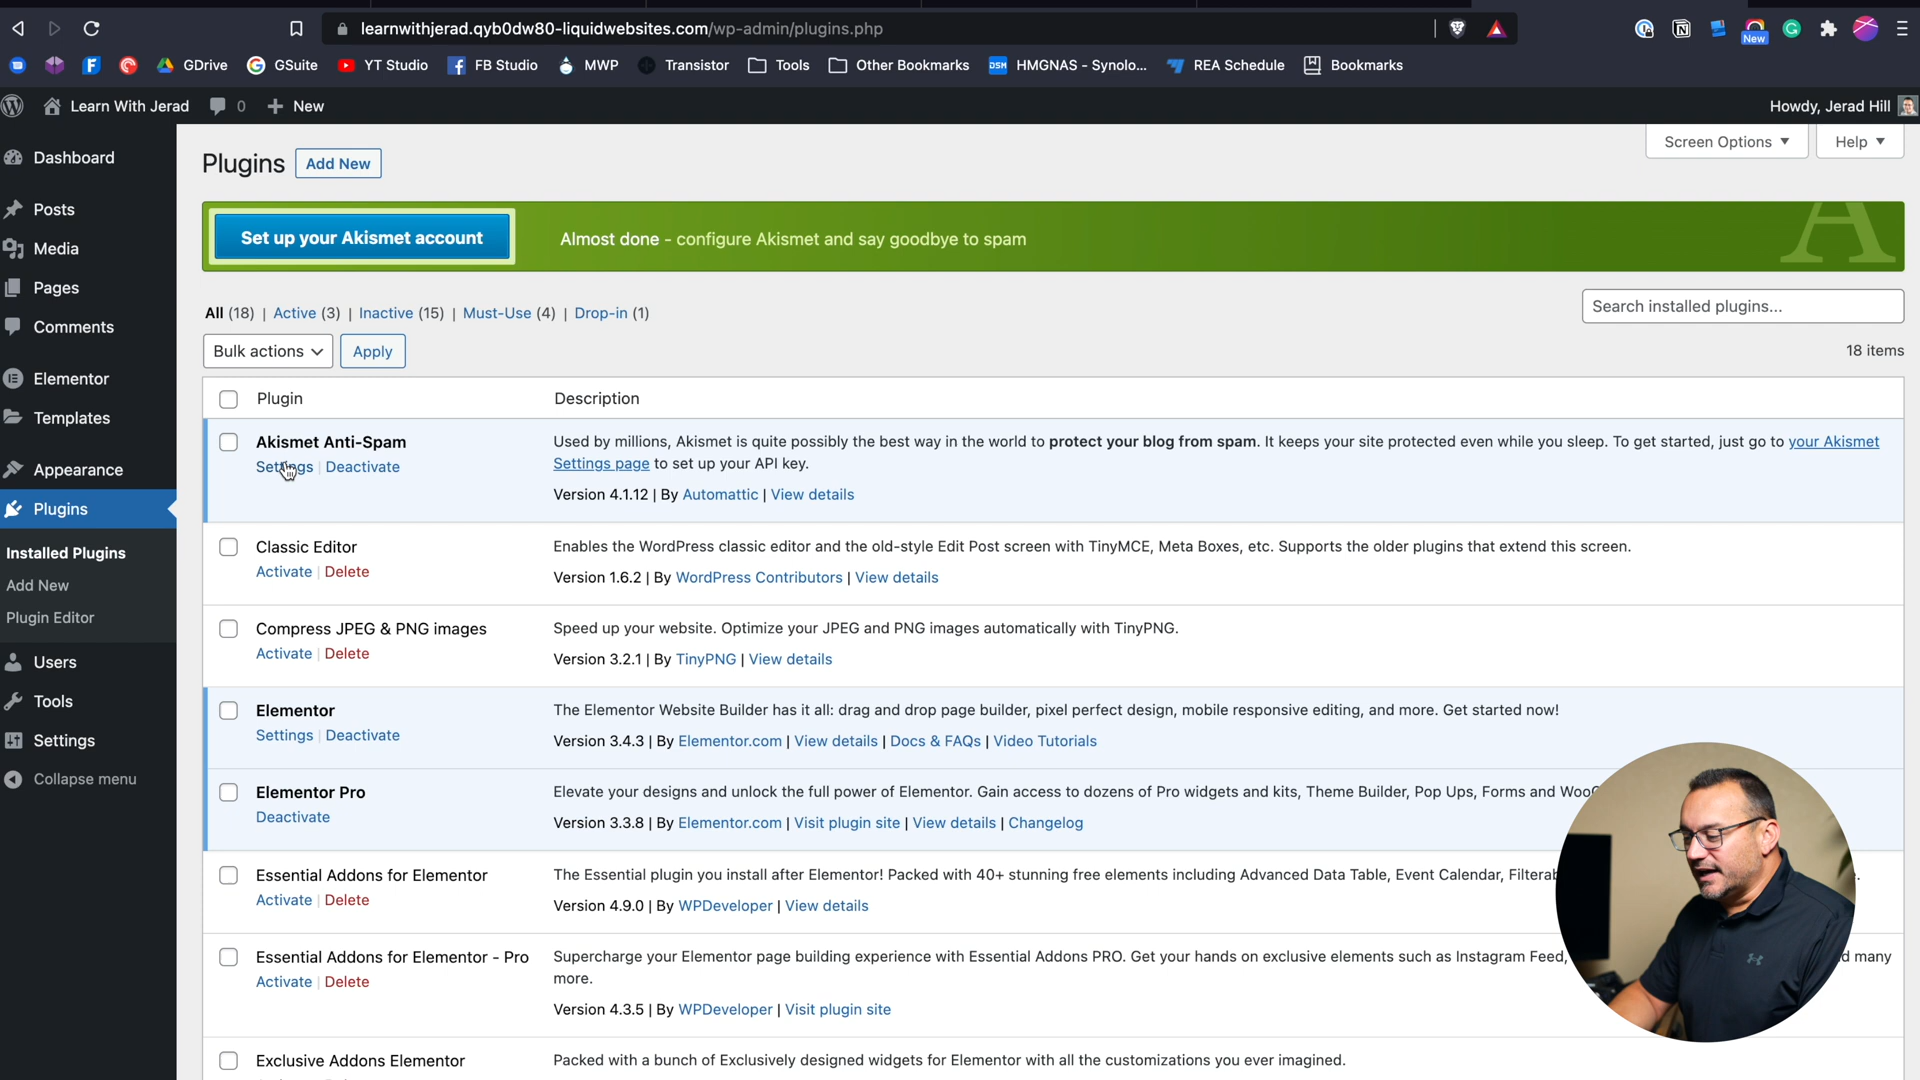 learnwithjerad.qyb0dw80-liquidwebsites.com/wp-admin/plugins.php
New
GDrive
GSuite
YT Studio
FB Studio
MWP
Transistor
Tools
Other Bookmarks
DSM HMGNAS - Synolo...
REA Schedule
Bookmarks
Learn With Jerad
0
New
Howdy, Jerad Hill
Dashboard
Posts
Media
Pages
Comments
Elementor
Templates
Appearance
Plugins
Installed Plugins
Add New
Plugin Editor
Users
Tools
Settings
Collapse menu
Screen Options
Help
Plugins
Add New
Set up your Akismet account
Almost done - configure Akismet and say goodbye to spam
All (18) | Active (3) | Inactive (15) | Must-Use (4) | Drop-in (1)
Search installed plugins...
Bulk actions
Apply
18 items
Plugin
Description
Akismet Anti-Spam
Settings | Deactivate
Used by millions, Akismet is quite possibly the best way in the world to protect your blog from spam. It keeps your site protected even while you sleep. To get started, just go to your Akismet
Settings page to set up your API key.
Version 4.1.12 | By Automattic | View details
Classic Editor
Activate | Delete
Enables the WordPress classic editor and the old-style Edit Post screen with TinyMCE, Meta Boxes, etc. Supports the older plugins that extend this screen.
Version 1.6.2 | By WordPress Contributors | View details
Compress JPEG & PNG images
Activate | Delete
Speed up your website. Optimize your JPEG and PNG images automatically with TinyPNG.
Version 3.2.1 | By TinyPNG | View details
Elementor
Settings | Deactivate
The Elementor Website Builder has it all: drag and drop page builder, pixel perfect design, mobile responsive editing, and more. Get started now!
Version 3.4.3 | By Elementor.com | View details | Docs & FAQs | Video Tutorials
Elementor Pro
Deactivate
Elevate your designs and unlock the full power of Elementor. Gain access to dozens of Pro widgets and kits, Theme Builder, Pop Ups, Forms and
Version 3.3.8 | By Elementor.com | Visit plugin site | View details | Changelog
Essential Addons for Elementor
Activate | Delete
The Essential plugin you install after Elementor! Packed with 40+ stunning free elements including Advanced Data Table, Event Calendar,
Version 4.9.0 | By WPDeveloper | View details
Essential Addons for Elementor - Pro
Activate | Delete
Supercharge your Elementor page building experience with Essential Addons PRO. Get your hands on exclusive elements such as Instagram Feed, many
more.
Version 4.3.5 | By WPDeveloper | Visit plugin site
Exclusive Addons Elementor
Packed with a bunch of Exclusively designed widgets for Elementor with all the customizations you ever imagined.